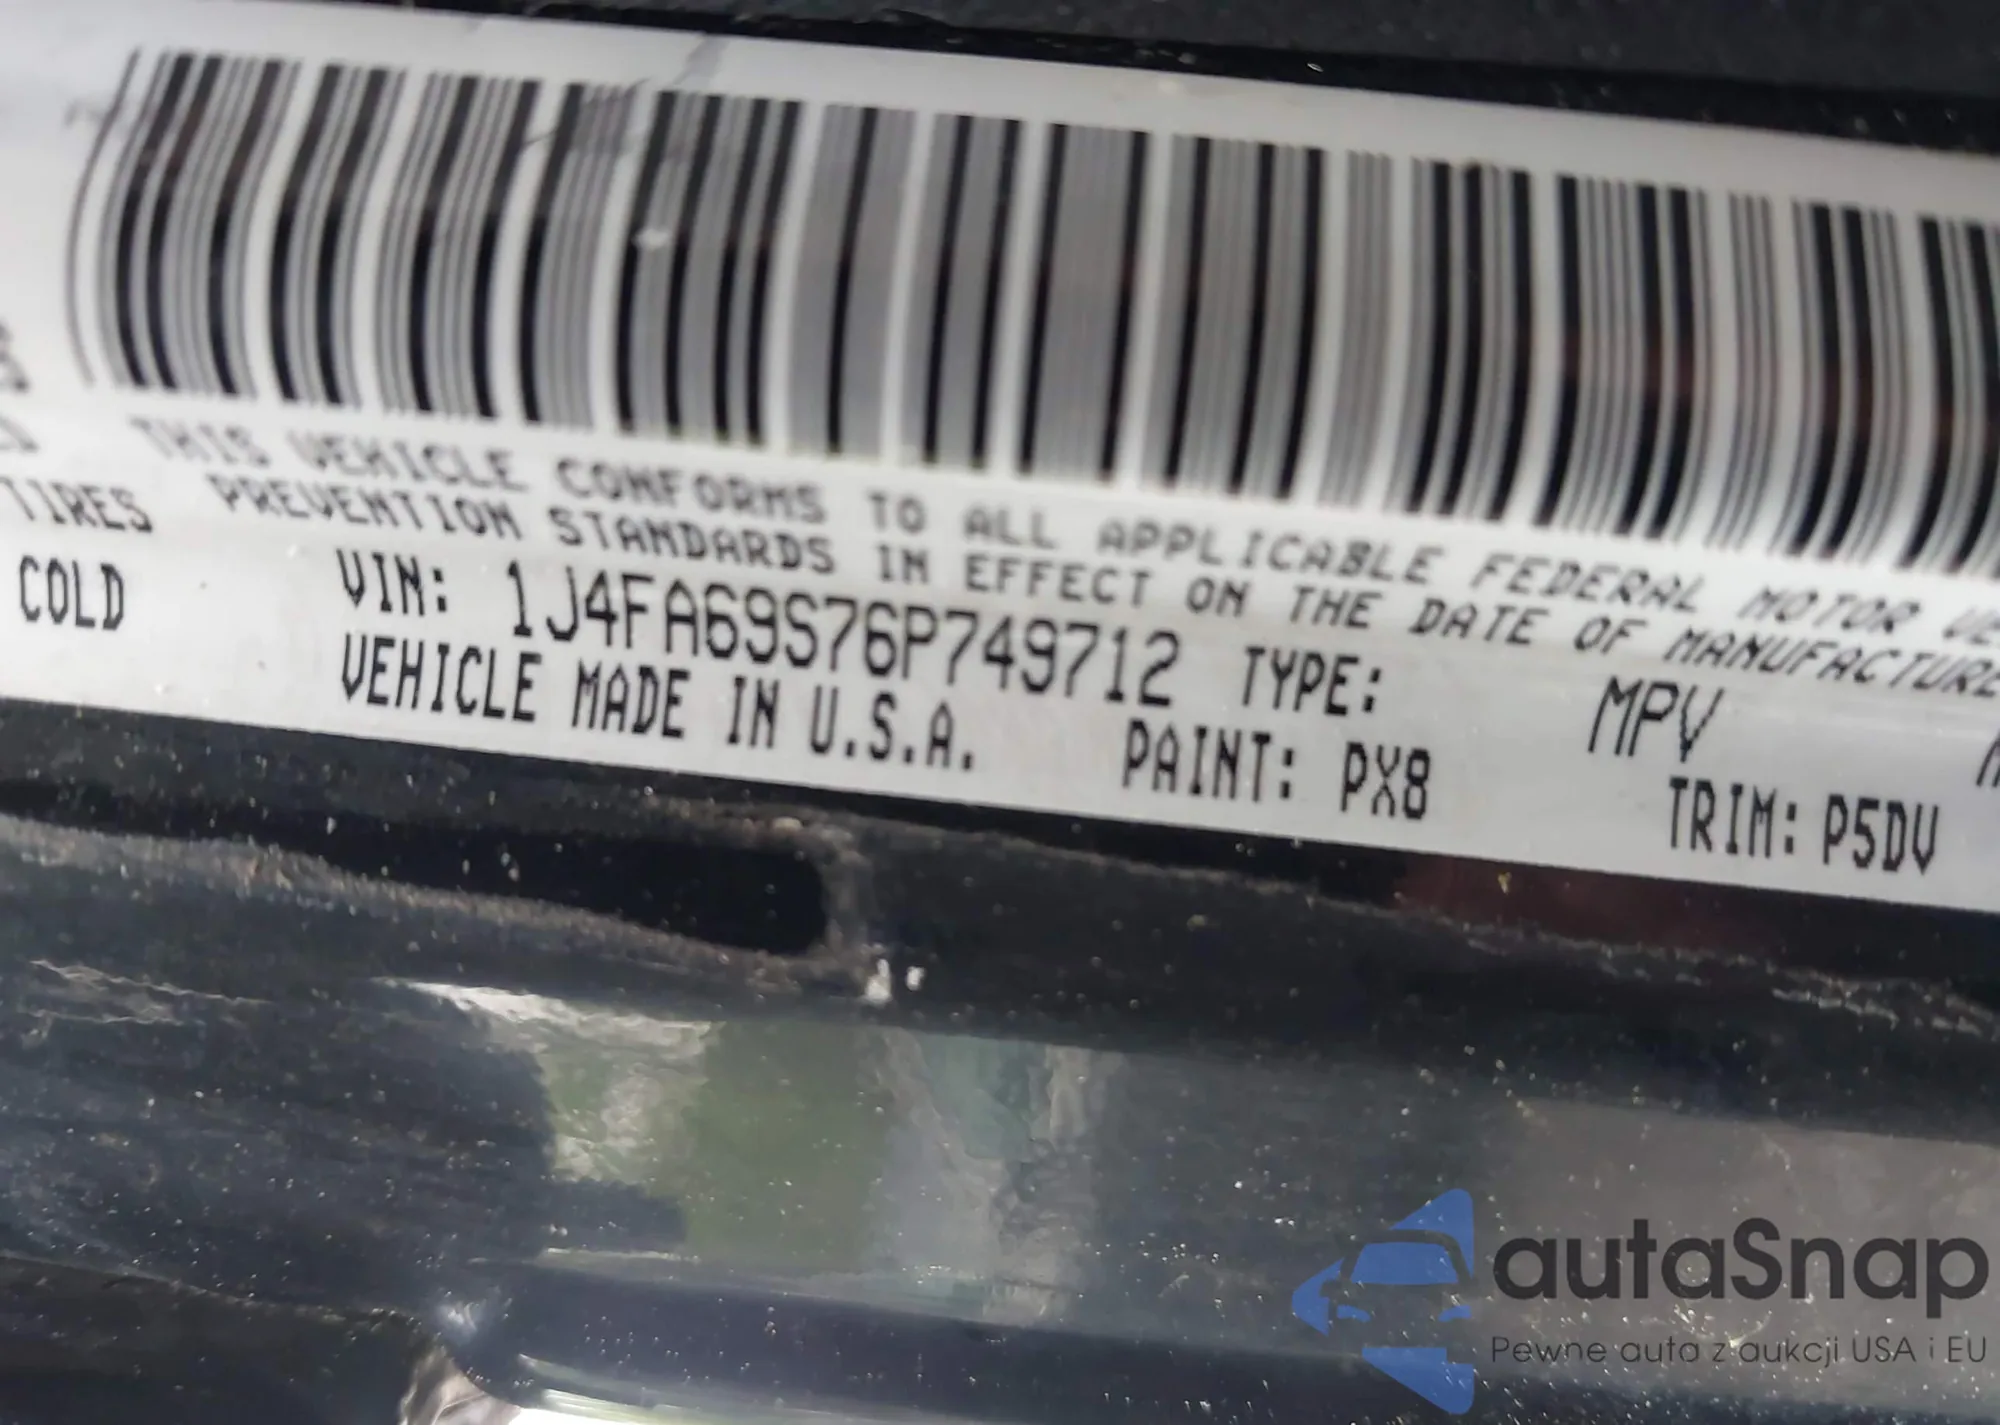 THIS VEHICLE CONFORMS TO ALL APPLICABLE FEDERAL MOTOR VE
PREVENTION STANDARDS IN EFFECT ON THE DATE OF MANUFACTURE
TIRES
COLD
VIN: 1J4FA69S76P749712 TYPE: MPV
VEHICLE MADE IN U.S.A. PAINT: PX8 TRIM: P5DV
autaSnap
Pewne auta z aukcji USA i EU